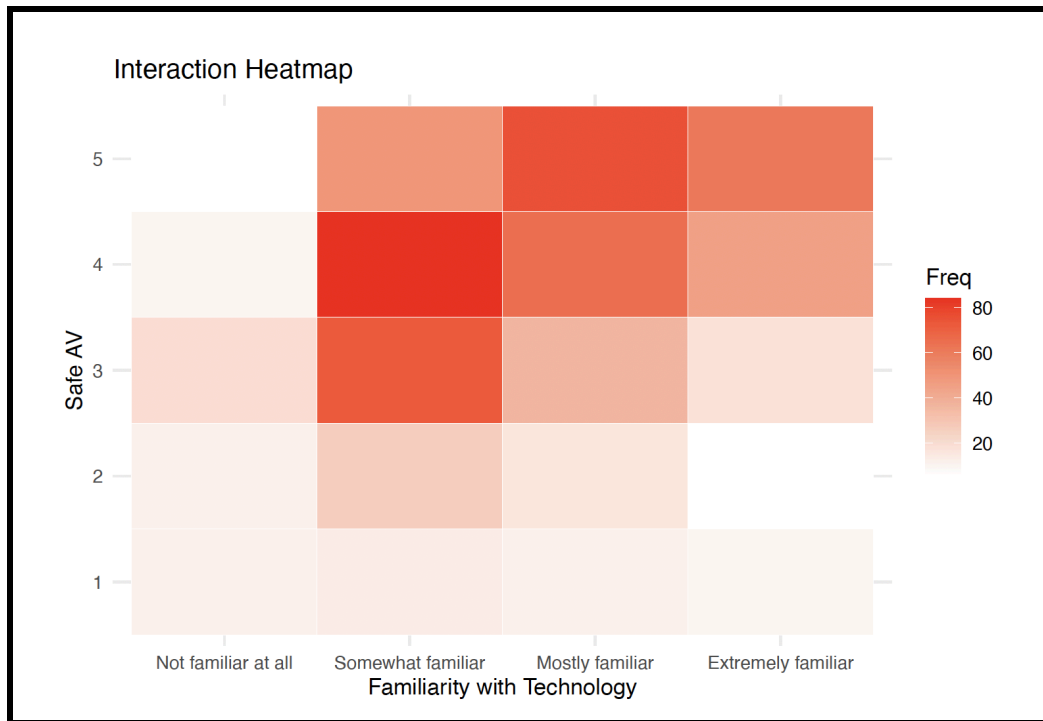 Interaction Heatmap
5
4
3
2
1
Safe AV
Not familiar at all Somewhat familiar Mostly familiar Extremely familiar
Familiarity with Technology
Freq
80
60
40
20